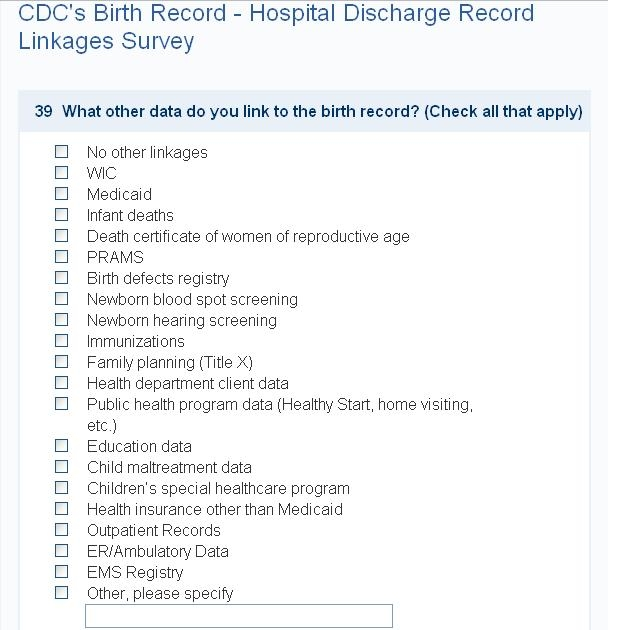 CDC's Birth Record - Hospital Discharge Record
Linkages Survey
39 What other data do you link to the birth record? (Check all that apply)
No other linkages
WIC
Medicaid
Infant deaths
Death certificate of women of reproductive age
PRAMS
Birth defects registry
Newborn blood spot screening
Newborn hearing screening
Immunizations
Family planning (Title X)
Health department client data
Public health program data (Healthy Start, home visiting,
etc.)
Education data
Child maltreatment data
Children's special healthcare program
Health insurance other than Medicaid
Outpatient Records
ER/Ambulatory Data
EMS Registry
Other, please specify